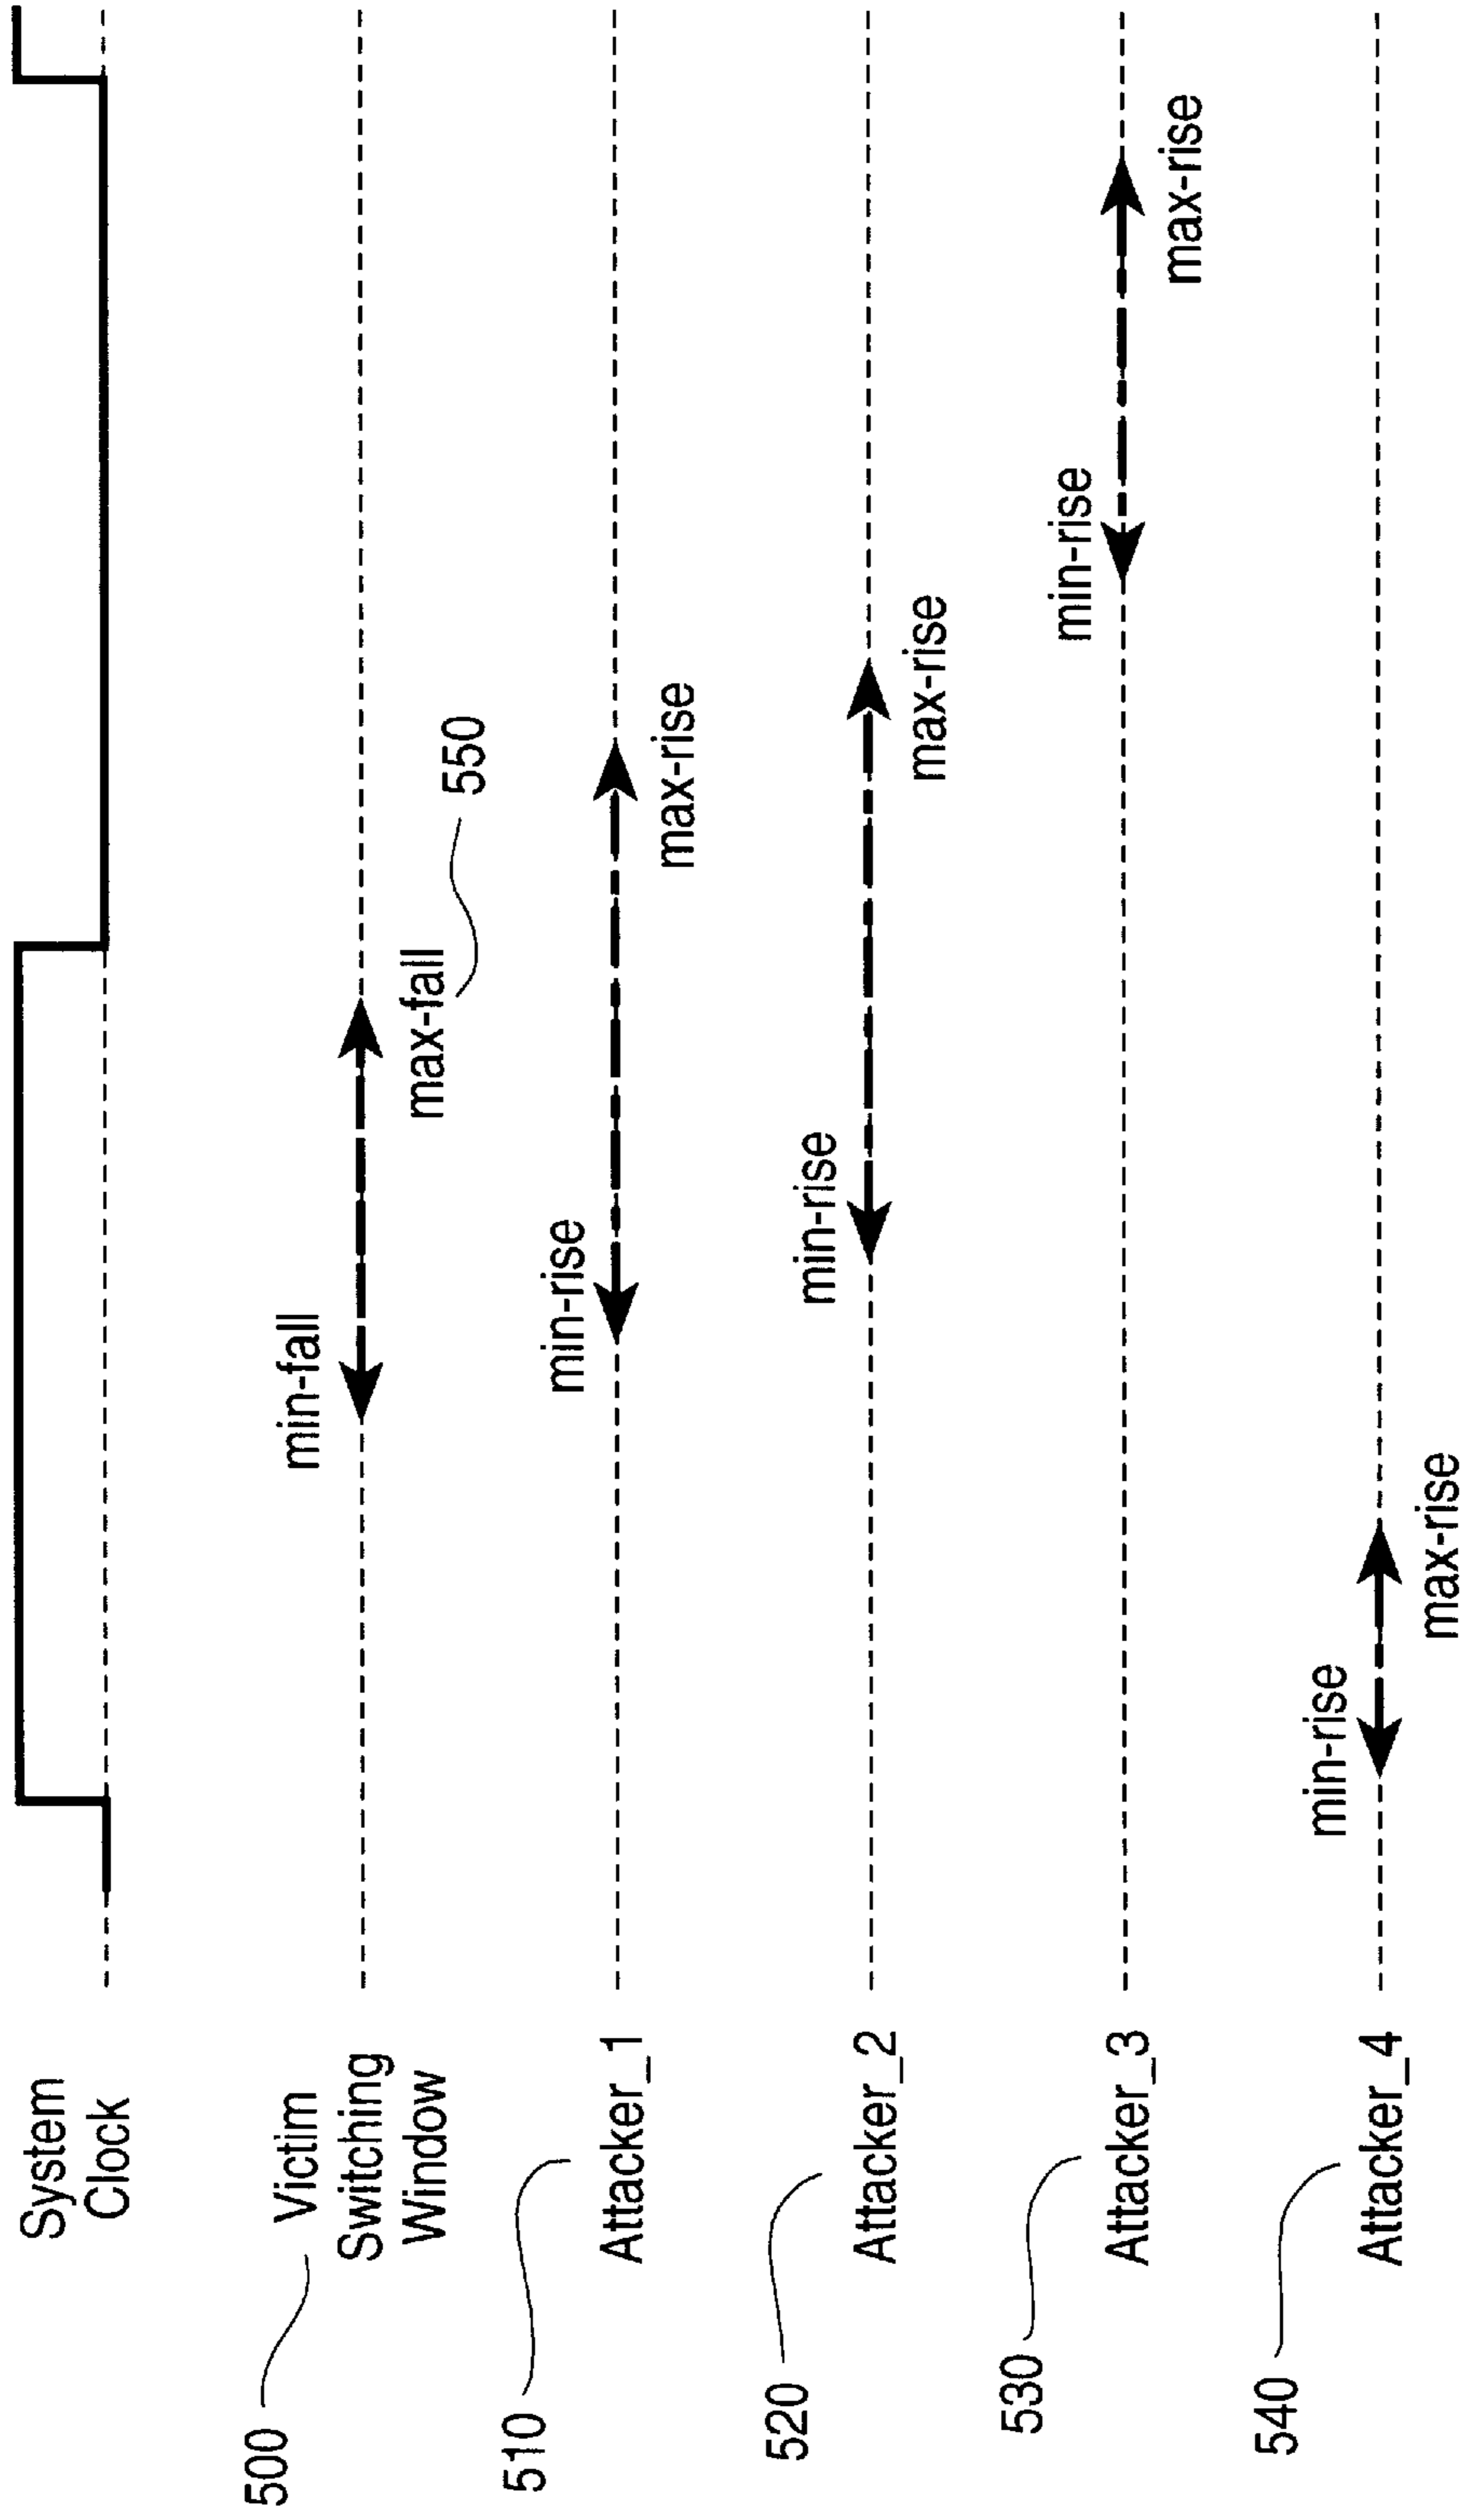 System
Clock
500
Victim
Switching
Window
min-fall
max-fall
550
510
Attacker_1
min-rise
max-rise
520
Attacker_2
min-rise
max-rise
530
Attacker_3
min-rise
max-rise
540
Attacker_4
min-rise
max-rise